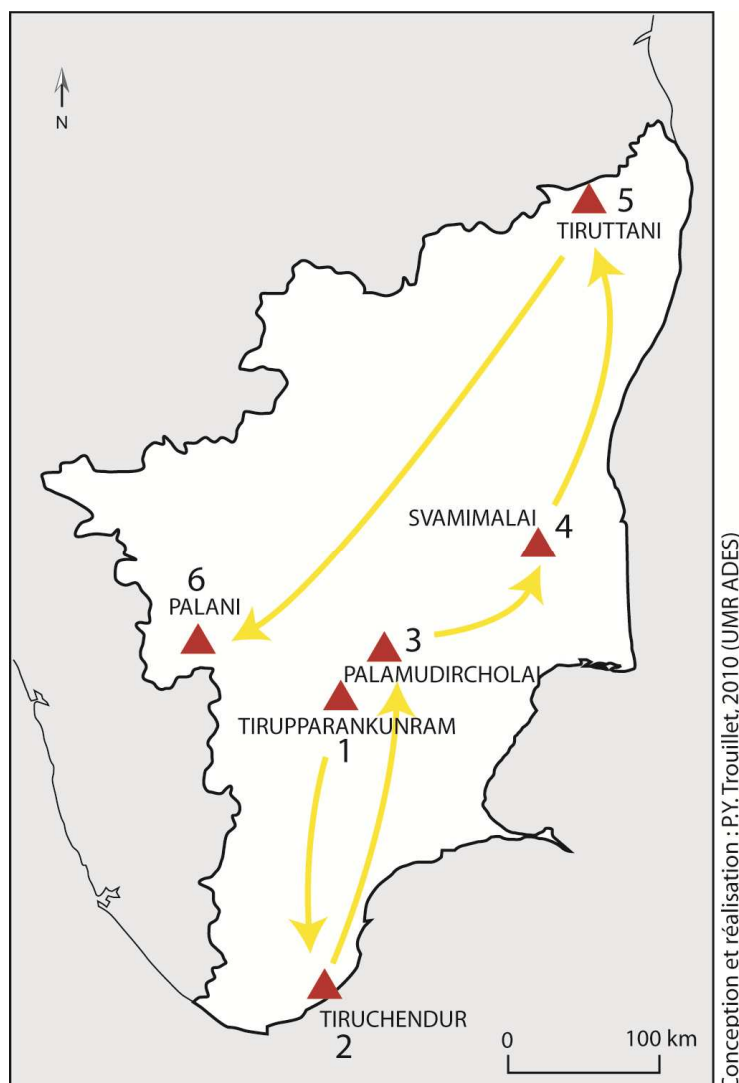 N
5
TIRUTTANI
SVAMIMALAI
4
6
PALANI
3
PALAMUDIRCHOLAI
TIRUPPARANKUNRAM
1
TIRUCHENDUR
2
0 100 km
Conception et réalisation : P.Y. Trouillet, 2010 (UMR ADES)